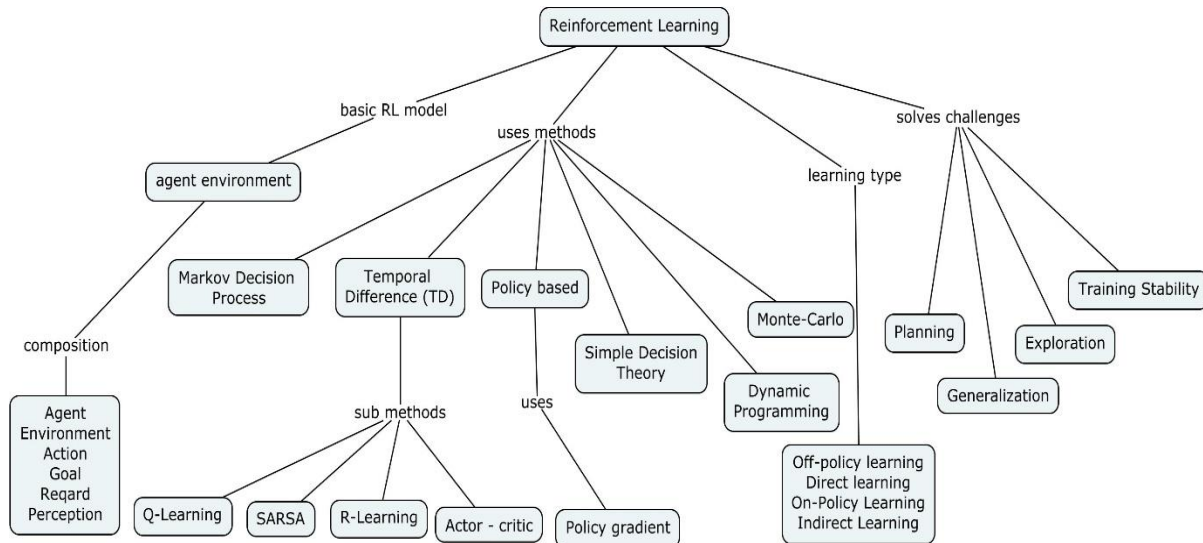 Reinforcement Learning
basic RL model
uses methods
solves challenges
learning type
agent environment
Markov Decision
Process
Temporal
Difference (TD)
Policy based
Simple Decision
Theory
Dynamic
Programming
Monte-Carlo
Planning
Generalization
Exploration
Training Stability
composition
Agent
Environment
Action
Goal
Reqard
Perception
sub methods
uses
Q-Learning
SARSA
R-Learning
Actor - critic
Policy gradient
Off-policy learning
Direct learning
On-Policy Learning
Indirect Learning